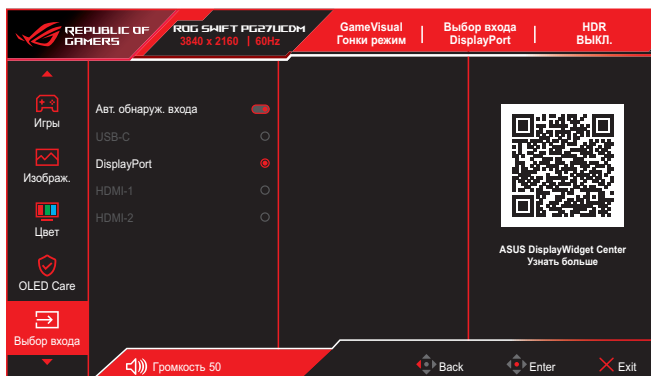 REPUBLIC OF
GAMERS
ROG SWIFT PG27UCDM
3840 x 2160 | 60Hz
GameVisual
Гонки режим
Выбор входа
DisplayPort
HDR
ВЫКЛ.
Игры
Изображ.
Цвет
OLED Care
Выбор входа
Авт. обнаруж. входа
USB-C
DisplayPort
HDMI-1
HDMI-2
ASUS DisplayWidget Center
Узнать больше
Громкость 50
Back
Enter
Exit